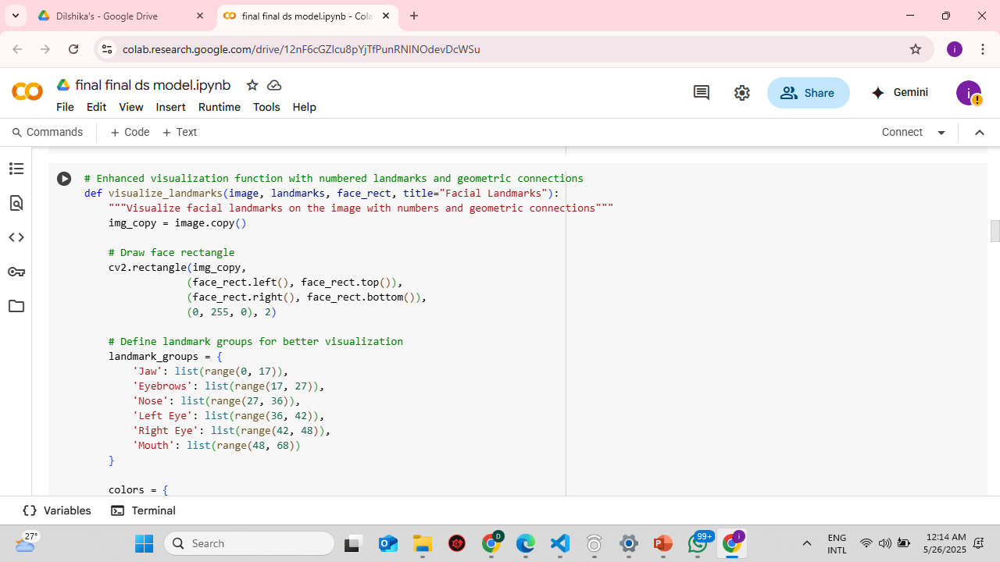 Dilshika's - Google Drive
final final ds model.ipynb - Cola
colab.research.google.com/drive/12nF6cGZIcu8pYjTfPunRNINOdevDcWSu
i
final final ds model.ipynb
Share
Gemini
i
File Edit View Insert Runtime Tools Help
Commands + Code + Text
Connect
# Enhanced visualization function with numbered landmarks and geometric connections
def visualize_landmarks(image, landmarks, face_rect, title="Facial Landmarks"):
    """Visualize facial landmarks on the image with numbers and geometric connections"""
    img_copy = image.copy()
    # Draw face rectangle
    cv2.rectangle(img_copy,
                 (face_rect.left(), face_rect.top()),
                 (face_rect.right(), face_rect.bottom()),
                 (0, 255, 0), 2)
    # Define landmark groups for better visualization
    landmark_groups = {
        'Jaw': list(range(0, 17)),
        'Eyebrows': list(range(17, 27)),
        'Nose': list(range(27, 36)),
        'Left Eye': list(range(36, 42)),
        'Right Eye': list(range(42, 48)),
        'Mouth': list(range(48, 68))
    }
    colors = {
Variables Terminal
27°
Search
D
99+
i
ENG
INTL
12:14 AM
5/26/2025